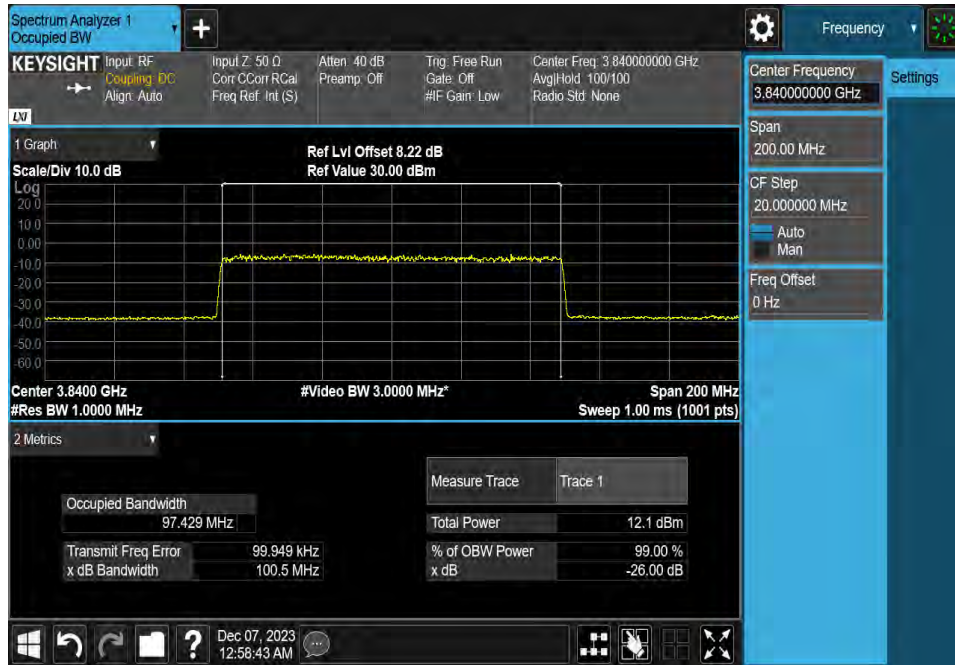 Spectrum Analyzer 1
Occupied BW
+
Frequency
KEYSIGHT
LXI
Input: RF
Coupling: DC
Align: Auto
Input Z: 50 Ω
Corr CCorr RCal
Freq Ref: Int (S)
Atten: 40 dB
Preamp: Off
Trig: Free Run
Gate: Off
#IF Gain: Low
Center Freq: 3.840000000 GHz
Avg|Hold: 100/100
Radio Std: None
Center Frequency
3.840000000 GHz
Settings
Span
200.00 MHz
CF Step
20.000000 MHz
Auto
Man
Freq Offset
0 Hz
1 Graph
Scale/Div 10.0 dB
Ref Lvl Offset 8.22 dB
Ref Value 30.00 dBm
Log
20.0
10.0
0.00
-10.0
-20.0
-30.0
-40.0
-50.0
-60.0
Center 3.8400 GHz
#Video BW 3.0000 MHz*
Span 200 MHz
#Res BW 1.0000 MHz
Sweep 1.00 ms (1001 pts)
2 Metrics
Measure Trace Trace 1
Occupied Bandwidth
97.429 MHz
Total Power 12.1 dBm
Transmit Freq Error 99.949 kHz
% of OBW Power 99.00 %
x dB Bandwidth 100.5 MHz
x dB -26.00 dB
?
Dec 07, 2023
12:58:43 AM